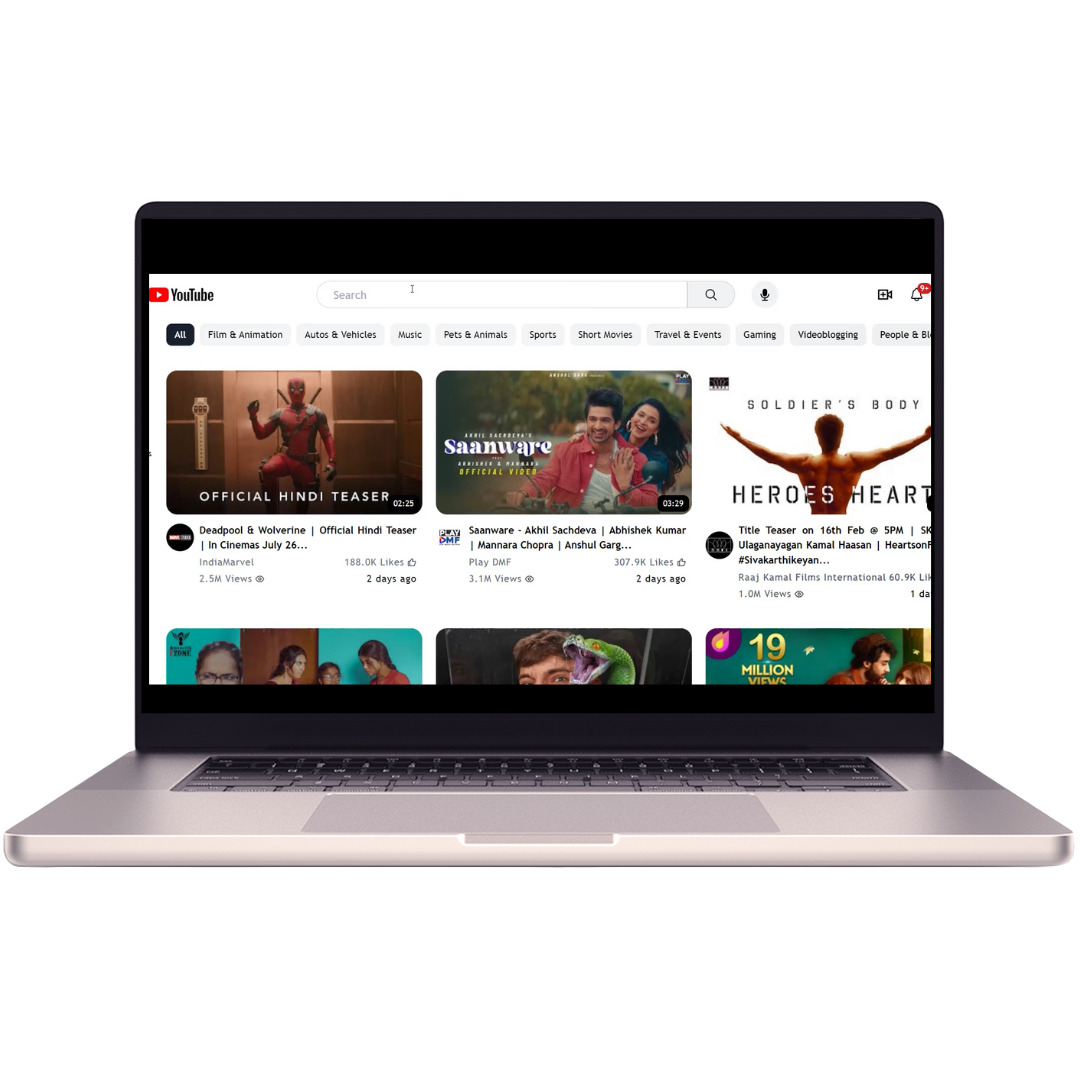 YouTube
Search
9+
All Film & Animation Autos & Vehicles Music Pets & Animals Sports Short Movies Travel & Events Gaming Videoblogging People & Bl
OFFICIAL HINDI TEASER
02:25
PLAY
AKHIL SACHDEVA'S
Saanware
FEAT.
ABHISHEK & MANNARA
OFFICIAL VIDEO
03:29
SOLDIER'S BODY
HEROES HEART
Deadpool & Wolverine | Official Hindi Teaser
| In Cinemas July 26...
IndiaMarvel 188.0K Likes
2.5M Views 2 days ago
PLAY
DMF
Saanware - Akhil Sachdeva | Abhishek Kumar
| Mannara Chopra | Anshul Garg...
Play DMF 307.9K Likes
3.1M Views 2 days ago
Title Teaser on 16th Feb @ 5PM | SK
Ulaganayagan Kamal Haasan | HeartsonF
#Sivakarthikeyan...
Raaj Kamal Films International 60.9K Lik
1.0M Views 1 da
19
MILLION
VIEWS